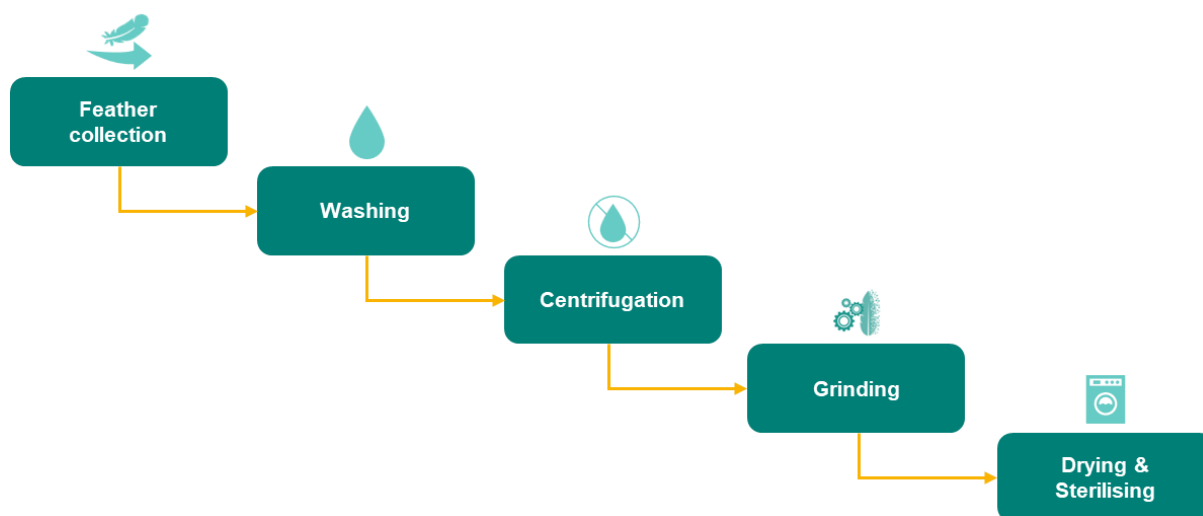 Feather
collection
Washing
Centrifugation
Grinding
Drying &
Sterilising